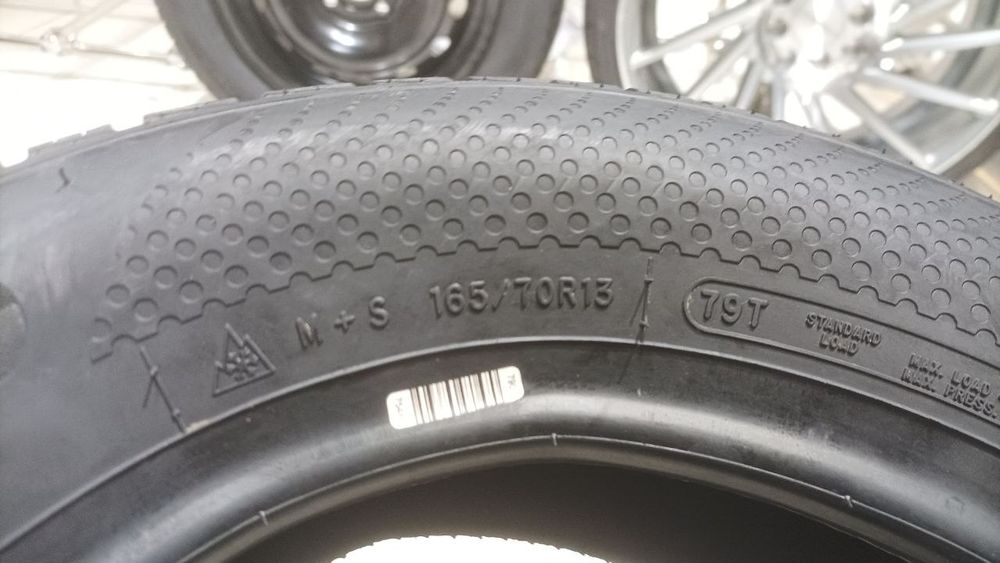 M + S 165/70R13
79T
STANDARD
LOAD
MAX. LOAD
MAX. PRESS.